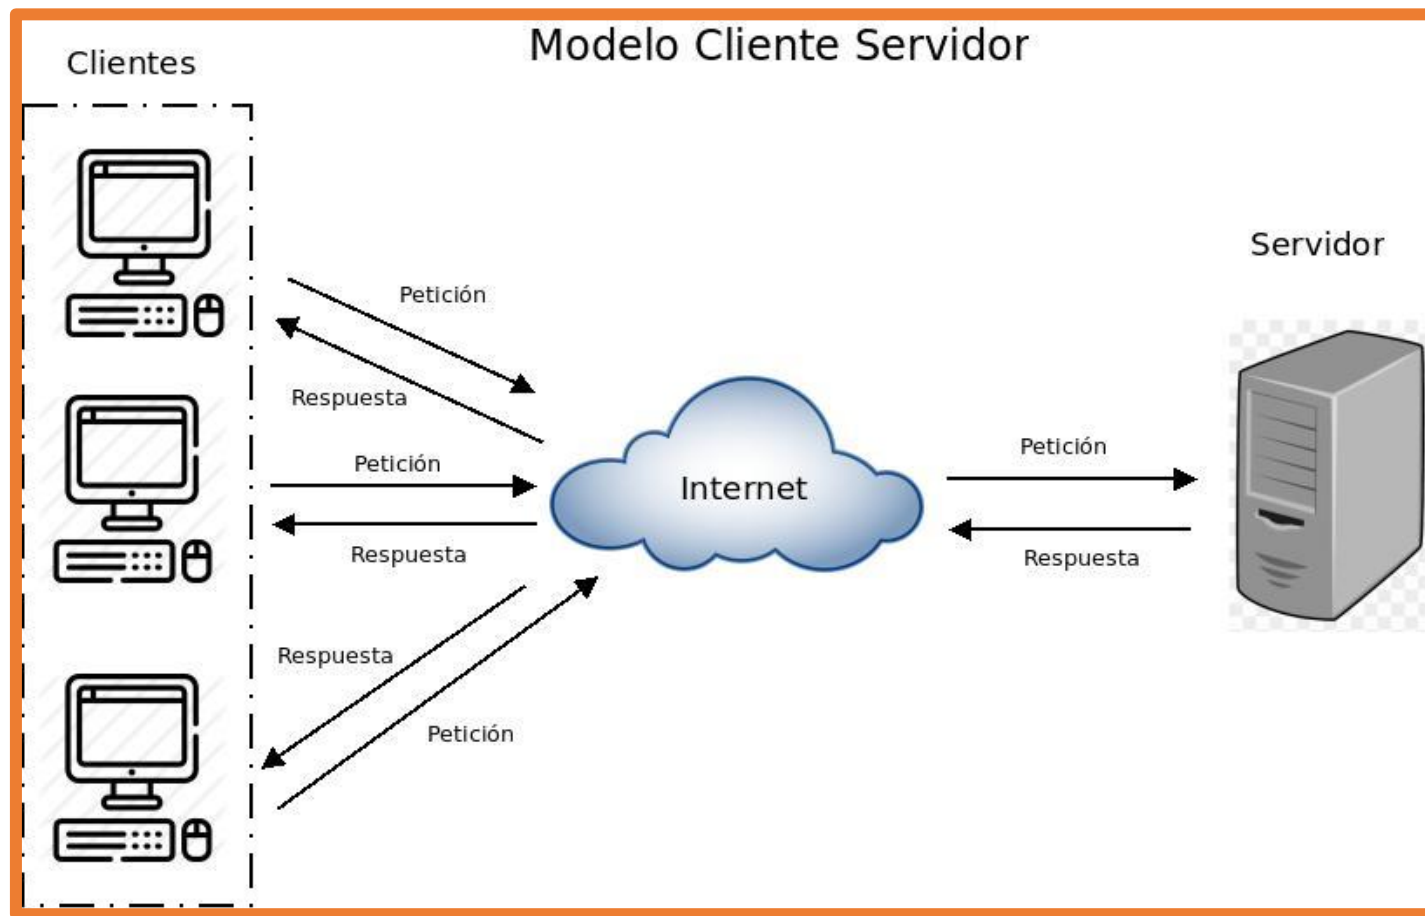 Modelo Cliente Servidor
Clientes
Servidor
Petición
Respuesta
Petición
Respuesta
Respuesta
Petición
Internet
Petición
Respuesta